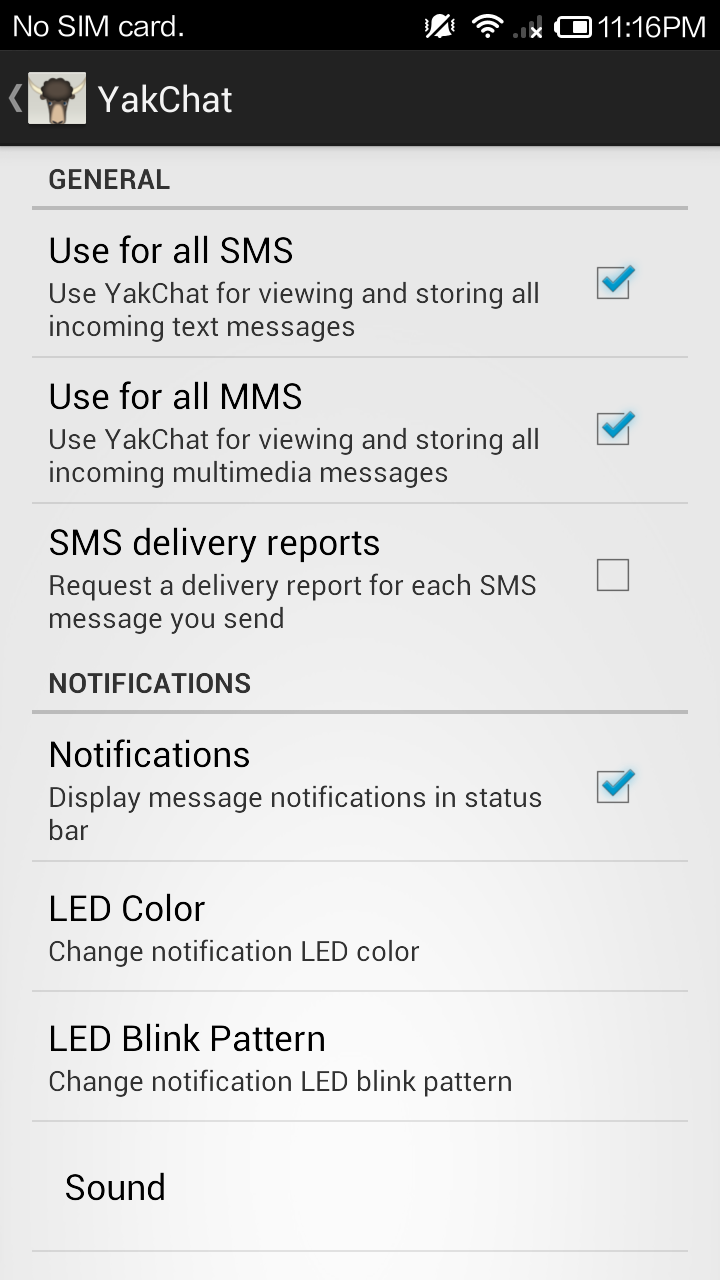 No SIM card.
11:16PM
YakChat
GENERAL
Use for all SMS
Use YakChat for viewing and storing all
incoming text messages
Use for all MMS
Use YakChat for viewing and storing all
incoming multimedia messages
SMS delivery reports
Request a delivery report for each SMS
message you send
NOTIFICATIONS
Notifications
Display message notifications in status
bar
LED Color
Change notification LED color
LED Blink Pattern
Change notification LED blink pattern
Sound